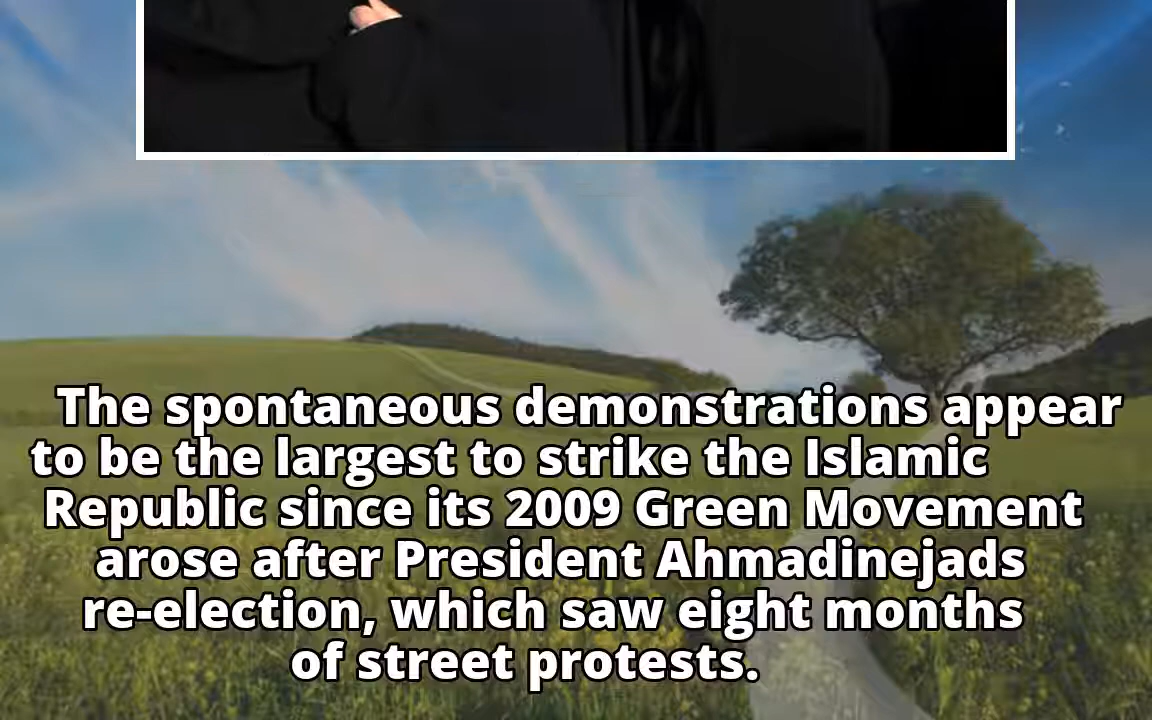 The spontaneous demonstrations appear
to be the largest to strike the Islamic
Republic since its 2009 Green Movement
arose after President Ahmadinejads
re-election, which saw eight months
of street protests.